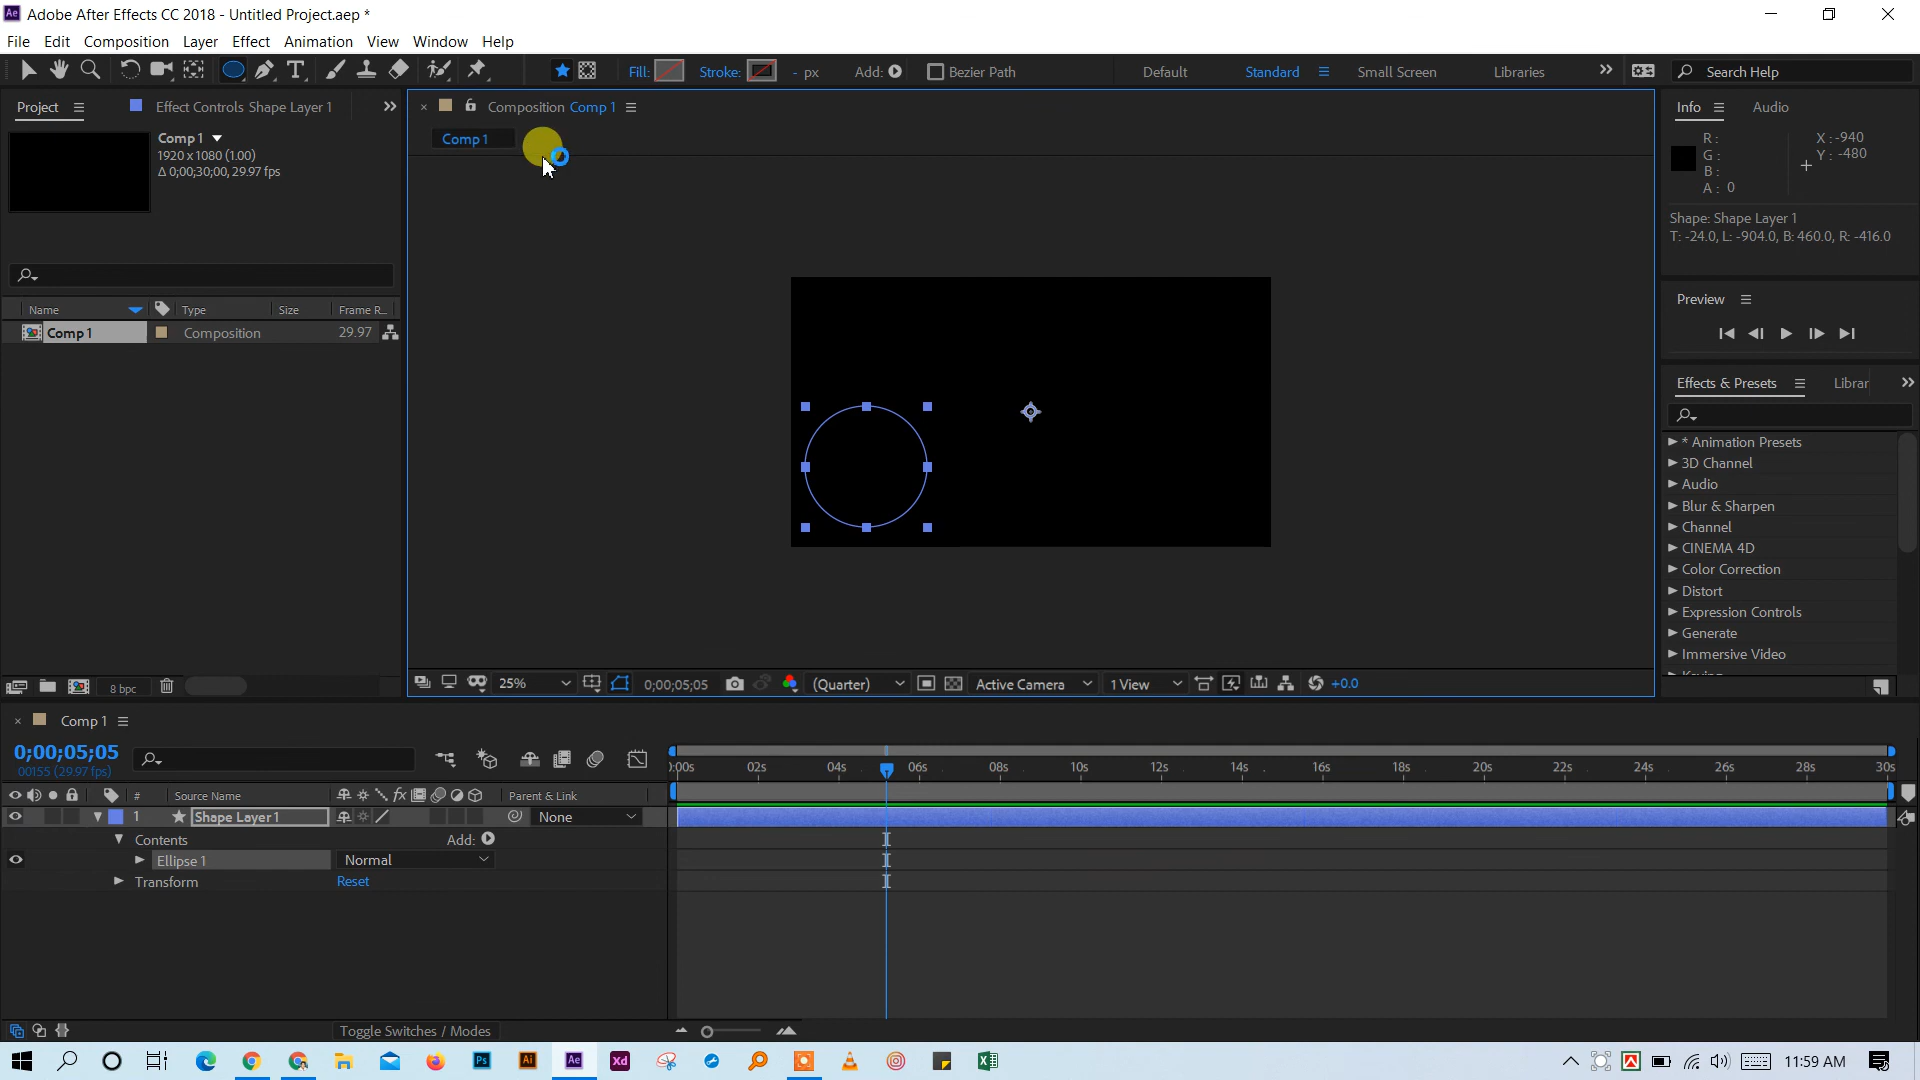 Adobe After Effects CC 2018 - Untitled Project.aep *
File Edit Composition Layer Effect Animation View Window Help
Fill: Stroke: - px Add: Bezier Path Default Standard Small Screen Libraries Search Help
Project Effect Controls Shape Layer 1
Composition Comp 1
Info Audio
Comp 1
1920 x 1080 (1.00)
Δ 0;00;30;00, 29.97 fps
Comp 1
R :
G :
B :
A : 0
X : -940
Y : -480
Shape: Shape Layer 1
T: -24.0, L: -904.0, B: 460.0, R: -416.0
Preview
Name Type Size Frame R...
Comp 1 Composition 29.97
Effects & Presets Librar
* Animation Presets
3D Channel
Audio
Blur & Sharpen
Channel
CINEMA 4D
Color Correction
Distort
Expression Controls
Generate
Immersive Video
Keying
8 bpc
25% 0;00;05;05 (Quarter) Active Camera 1 View +0.0
Comp 1
0;00;05;05
00155 (29.97 fps)
):00s 02s 04s 06s 08s 10s 12s 14s 16s 18s 20s 22s 24s 26s 28s 30s
# Source Name fx Parent & Link
1 Shape Layer 1 None
Contents Add:
Ellipse 1 Normal
Transform Reset
Toggle Switches / Modes
Ps Ai Ae Xd
11:59 AM